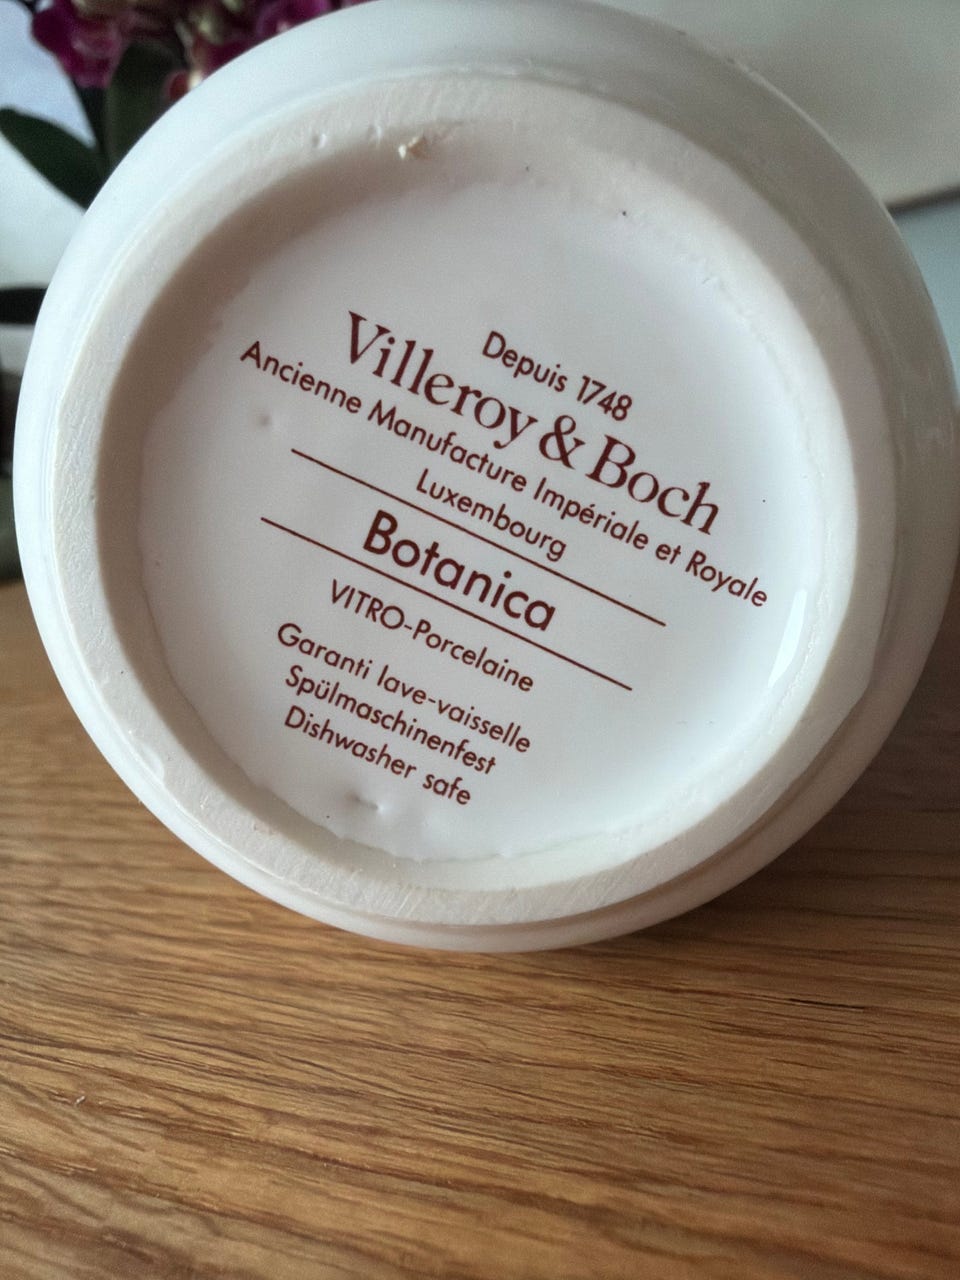 Depuis 1748
Villeroy & Boch
Ancienne Manufacture Impériale et Royale
Luxembourg
Botanica
VITRO-Porcelaine
Garanti lave-vaisselle
Spülmaschinenfest
Dishwasher safe